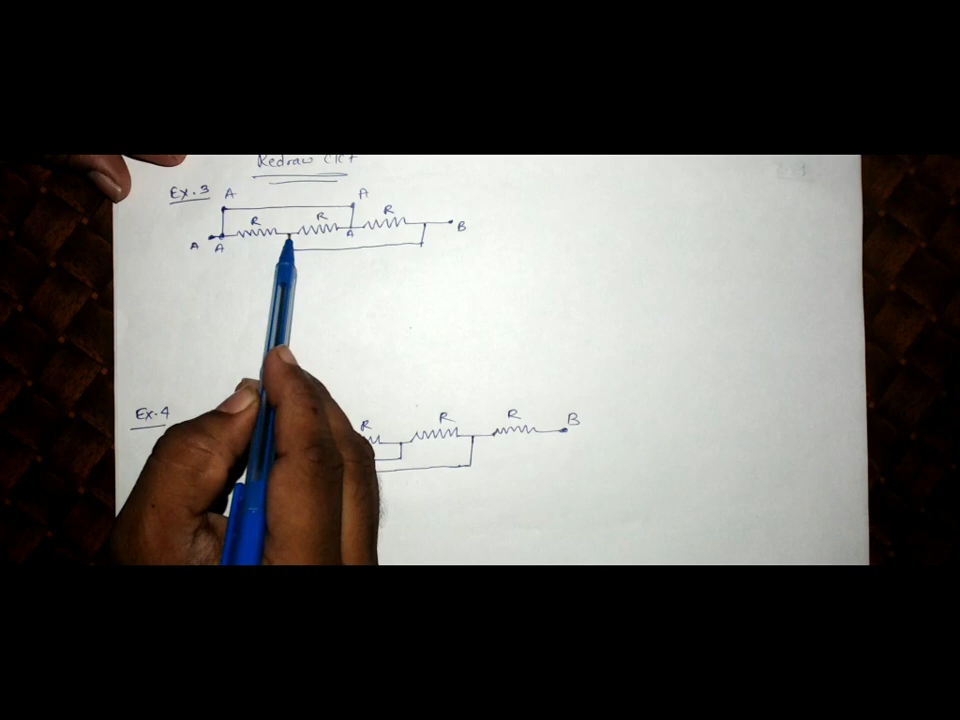 Redraw CKT
Ex.3 A A
R R R
A A A B
Ex.4 R R R B